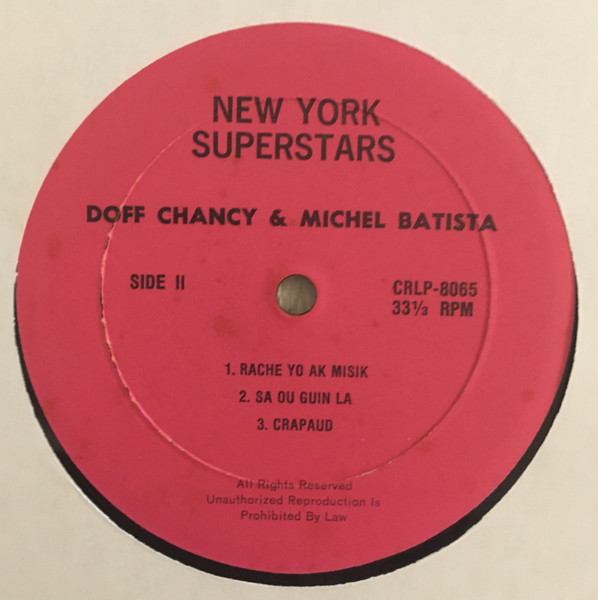 NEW YORK
SUPERSTARS
DOFF CHANCY & MICHEL BATISTA
SIDE II
CRLP-8065
33⅓ RPM
1. RACHE YO AK MISIK
2. SA OU GUIN LA
3. CRAPAUD
All Rights Reserved
Unauthorized Reproduction Is
Prohibited By Law